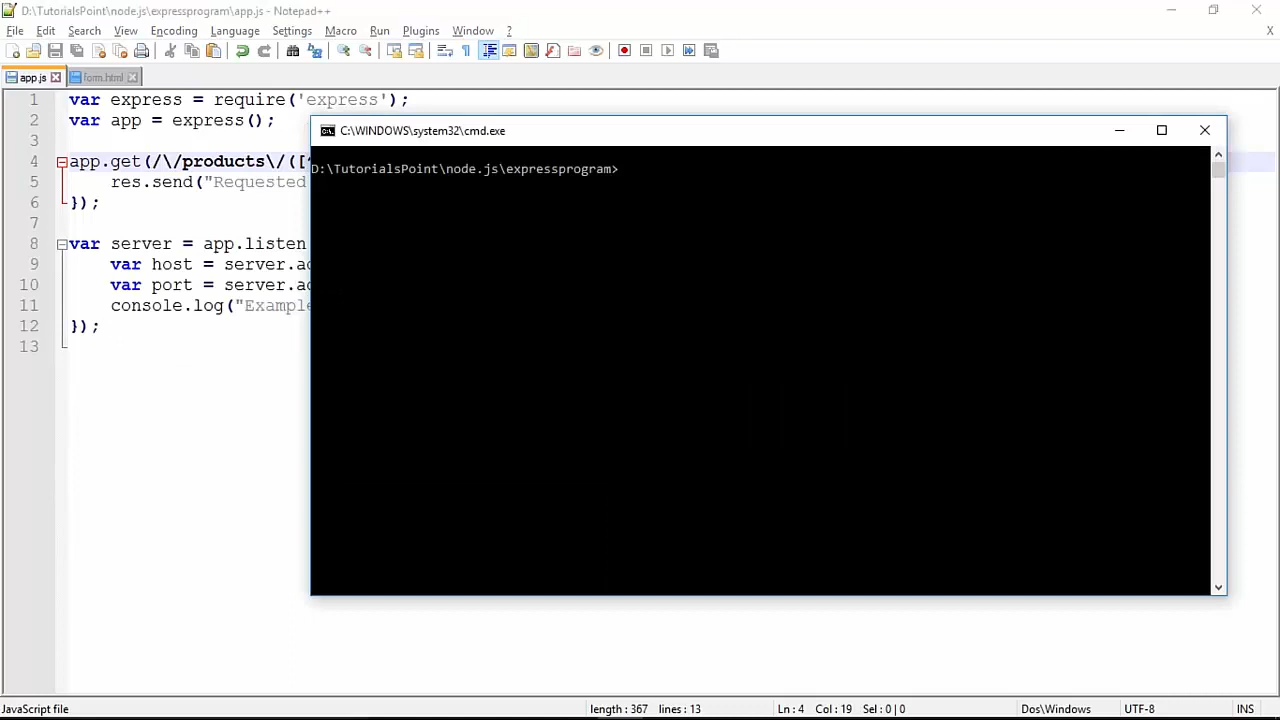 D:\TutorialsPoint\node.js\expressprogram\app.js - Notepad++
File Edit Search View Encoding Language Settings Macro Run Plugins Window ? X
app.js form.html
1 var express = require('express');
2 var app = express();
3
4 app.get(/\/products\/([
5 res.send("Requested
6 });
7
8 var server = app.listen
9 var host = server.ad
10 var port = server.ad
11 console.log("Example
12 });
13
C:\WINDOWS\system32\cmd.exe
D:\TutorialsPoint\node.js\expressprogram>
JavaScript file length : 367 lines : 13 Ln : 4 Col : 19 Sel : 0 | 0 Dos\Windows UTF-8 INS